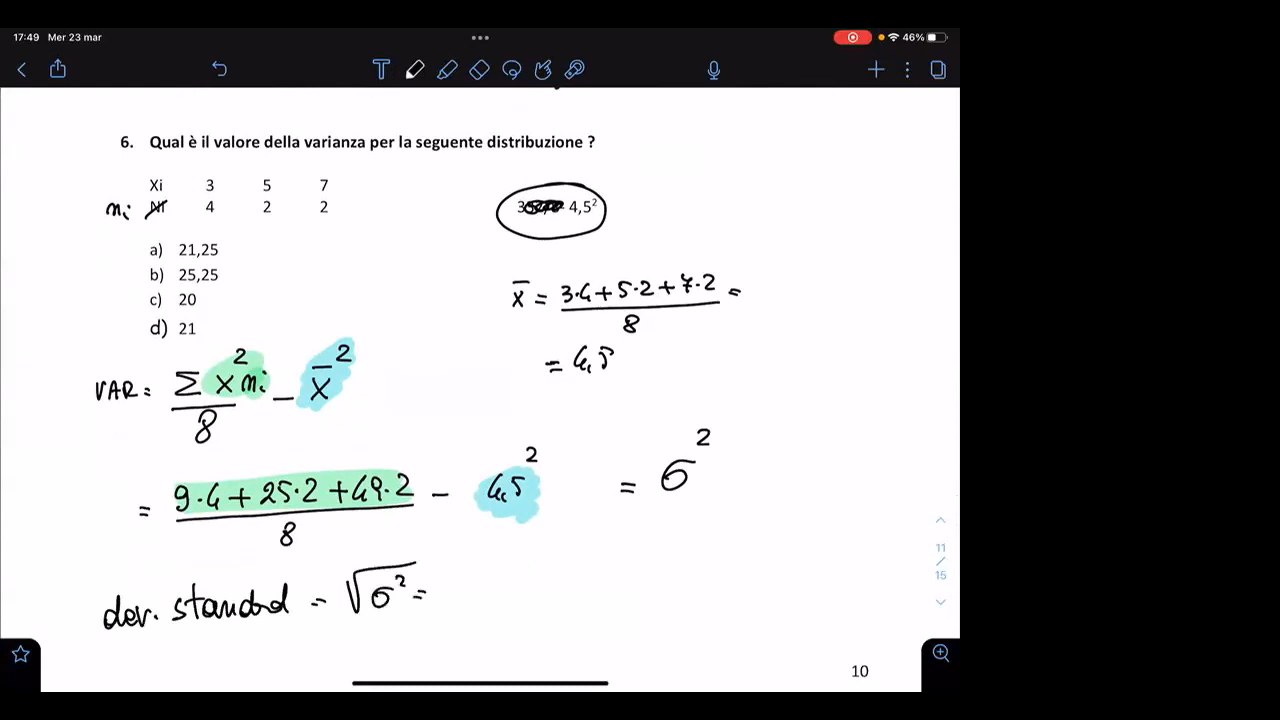 17:49 Mer 23 mar
46%
6. Qual è il valore della varianza per la seguente distribuzione ?
Xi 3 5 7
ni Ni 4 2 2
3 4,5²
a) 21,25
b) 25,25
c) 20
d) 21
x̄ = 3·4+5·2+7·2 =
8
= 4,5
VAR = Σ x² ni − x̄²
8
= 9·4+25·2+49·2 − 4,5² = σ²
8
dev. standard = √σ² =
11
/
15
10